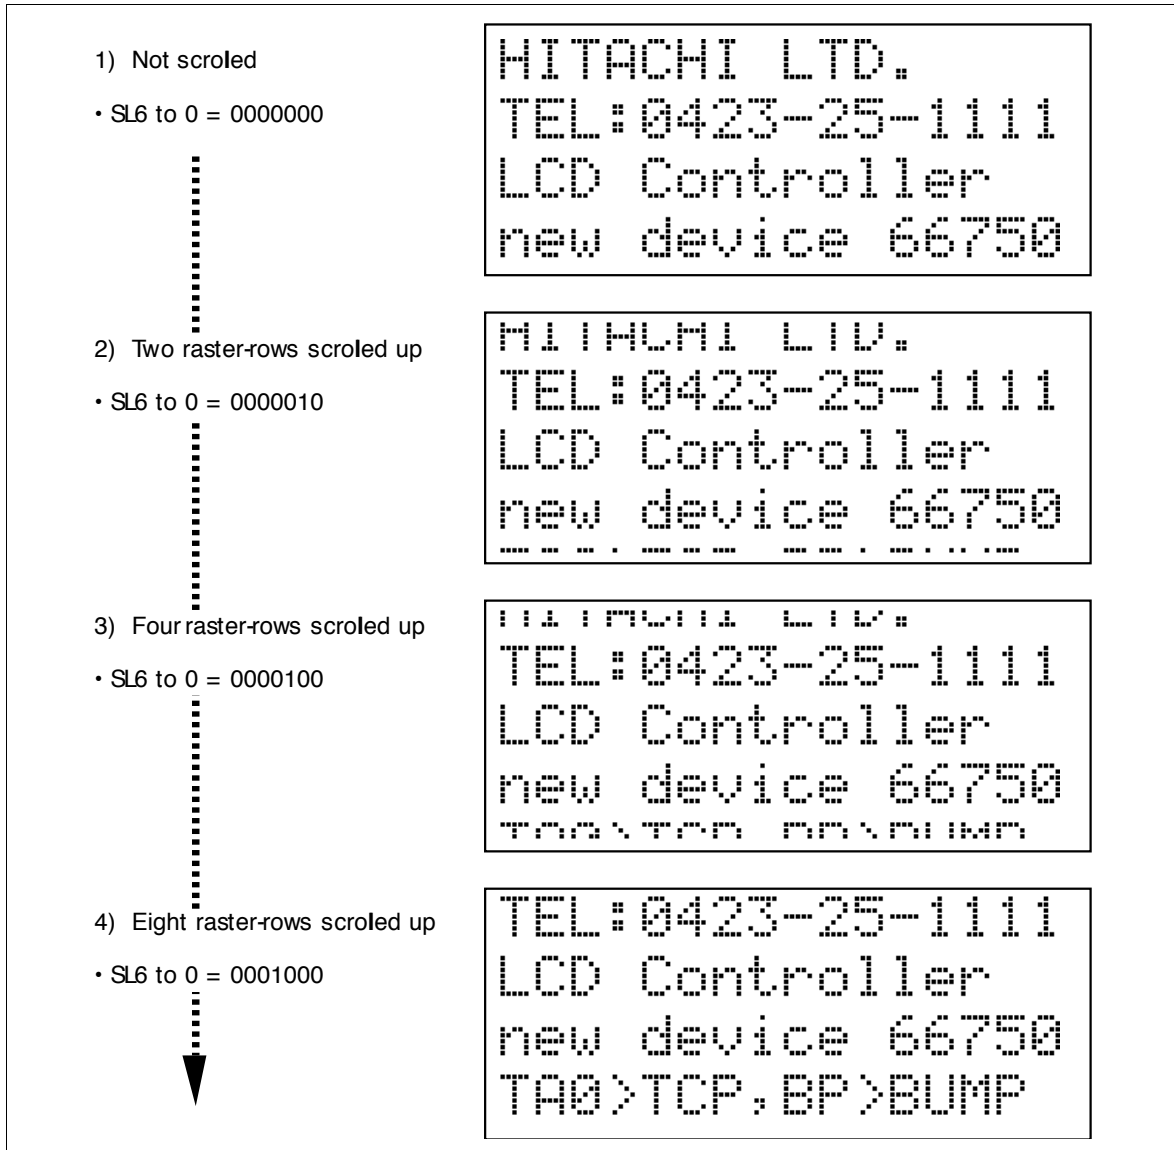 1) Not scroled
• SL6 to 0 = 0000000
HITACHI LTD.
TEL:0423-25-1111
LCD Controller
new device 66750
2) Two raster-rows scroled up
• SL6 to 0 = 0000010
HITACHI LTD.
TEL:0423-25-1111
LCD Controller
new device 66750
3) Four raster-rows scroled up
• SL6 to 0 = 0000100
TEL:0423-25-1111
LCD Controller
new device 66750
4) Eight raster-rows scroled up
• SL6 to 0 = 0001000
TEL:0423-25-1111
LCD Controller
new device 66750
TA0>TCP,BP>BUMP